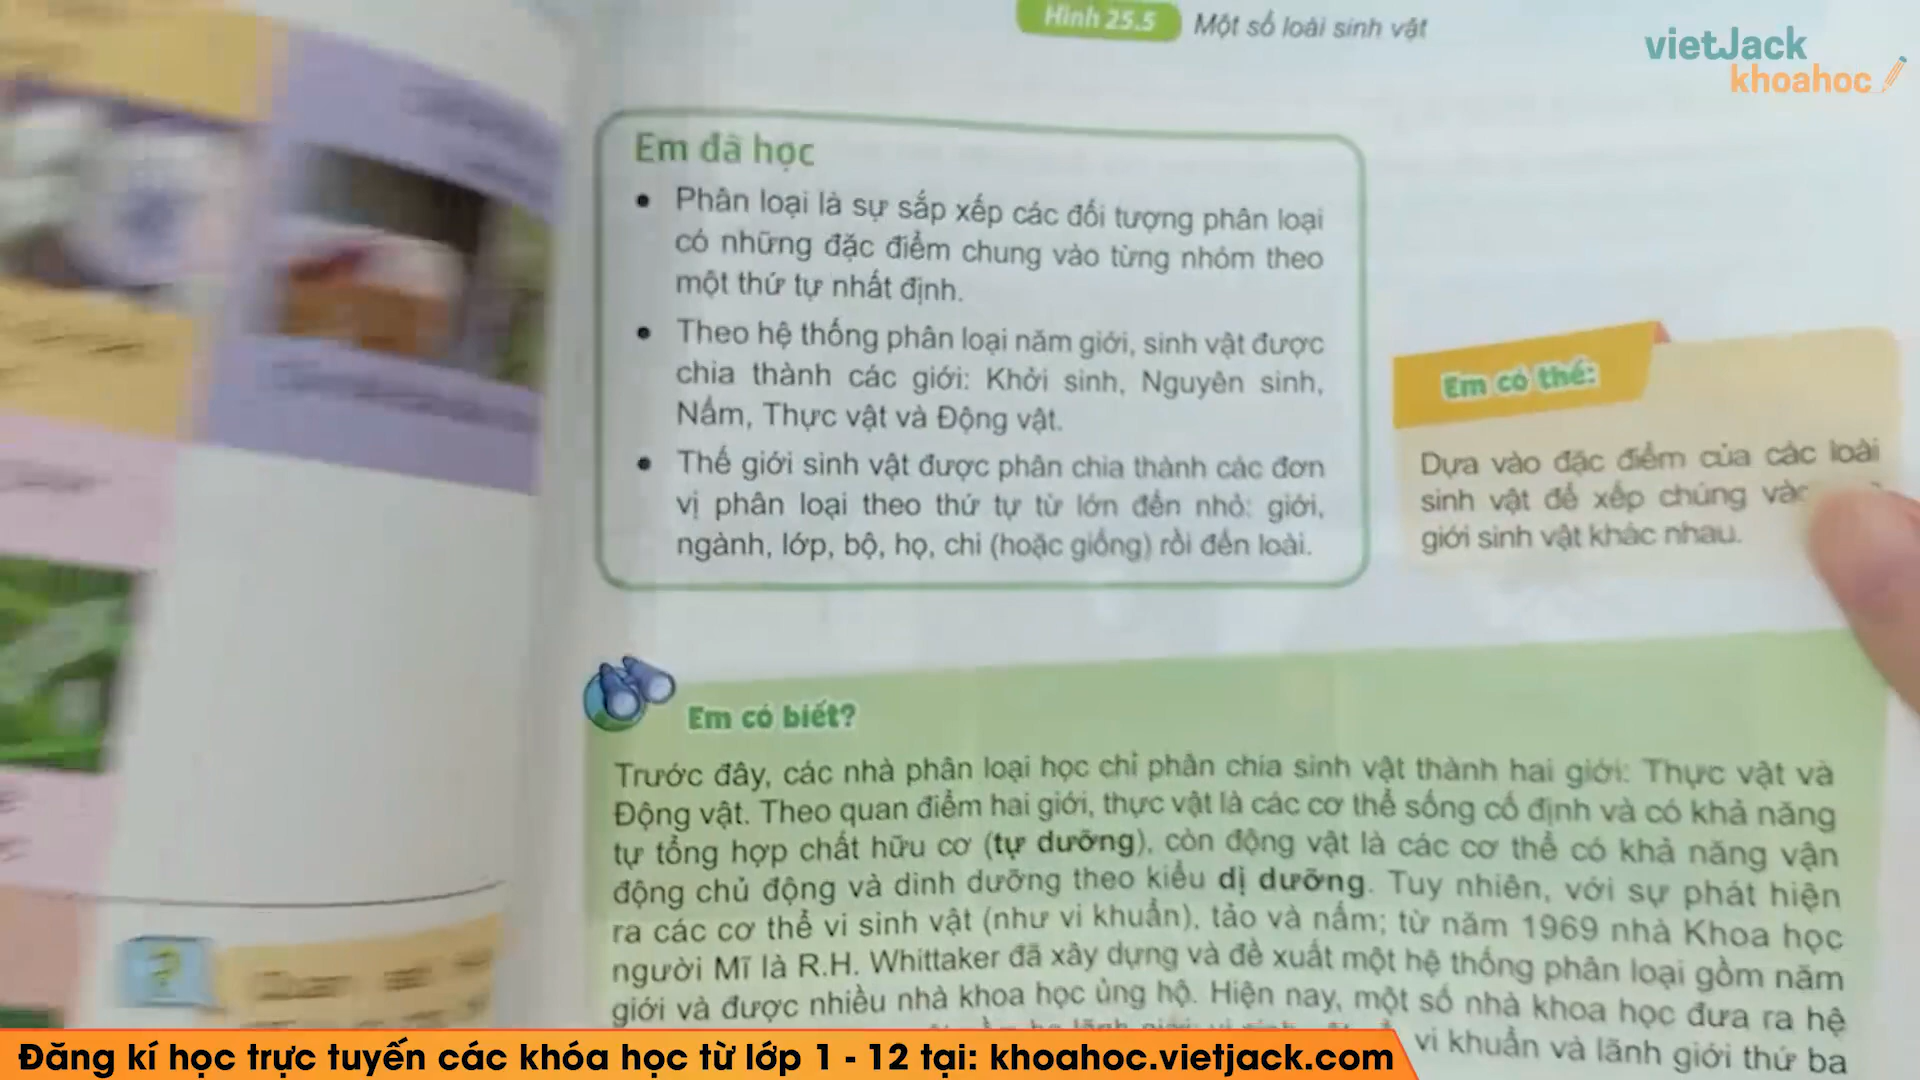 Hình 25.5 Một số loài sinh vật
vietJack
khoahoc
Em đã học
• Phân loại là sự sắp xếp các đối tượng phân loại
có những đặc điểm chung vào từng nhóm theo
một thứ tự nhất định.
• Theo hệ thống phân loại năm giới, sinh vật được
chia thành các giới: Khởi sinh, Nguyên sinh,
Nấm, Thực vật và Động vật.
• Thế giới sinh vật được phân chia thành các đơn
vị phân loại theo thứ tự từ lớn đến nhỏ: giới,
ngành, lớp, bộ, họ, chi (hoặc giống) rồi đến loài.
Em có thể:
Dựa vào đặc điểm của các loài
sinh vật để xếp chúng
giới sinh vật khác nhau.
Em có biết?
Trước đây, các nhà phân loại học chỉ phân chia sinh vật thành hai giới: Thực vật và
Động vật. Theo quan điểm hai giới, thực vật là các cơ thể sống cố định và có khả năng
tự tổng hợp chất hữu cơ (tự dưỡng), còn động vật là các cơ thể có khả năng vận
động chủ động và dinh dưỡng theo kiểu dị dưỡng. Tuy nhiên, với sự phát hiện
ra các cơ thể vi sinh vật (như vi khuẩn), tảo và nấm; từ năm 1969 nhà Khoa học
người Mĩ là R.H. Whittaker đã xây dựng và đề xuất một hệ thống phân loại gồm năm
giới và được nhiều nhà khoa học ủng hộ. Hiện nay, một số nhà khoa học đưa ra hệ
vi khuẩn và lãnh giới thứ ba
?
Đăng kí học trực tuyến các khóa học từ lớp 1 - 12 tại: khoahoc.vietjack.com